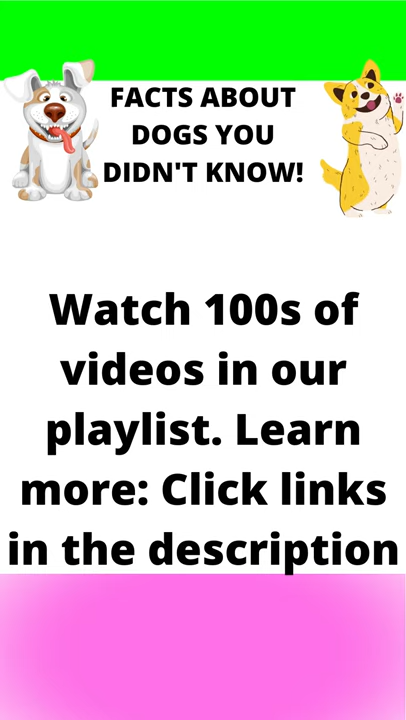 FACTS ABOUT
DOGS YOU
DIDN'T KNOW!
Watch 100s of
videos in our
playlist. Learn
more: Click links
in the description